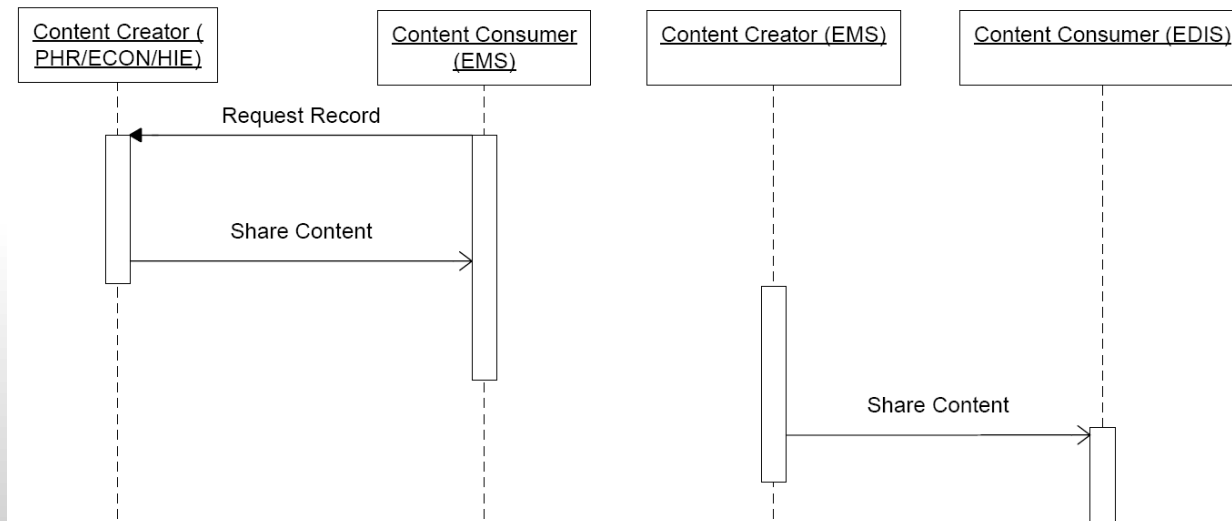 Content Creator (
PHR/ECON/HIE)
Content Consumer
(EMS)
Content Creator (EMS)
Content Consumer (EDIS)
Request Record
Share Content
Share Content